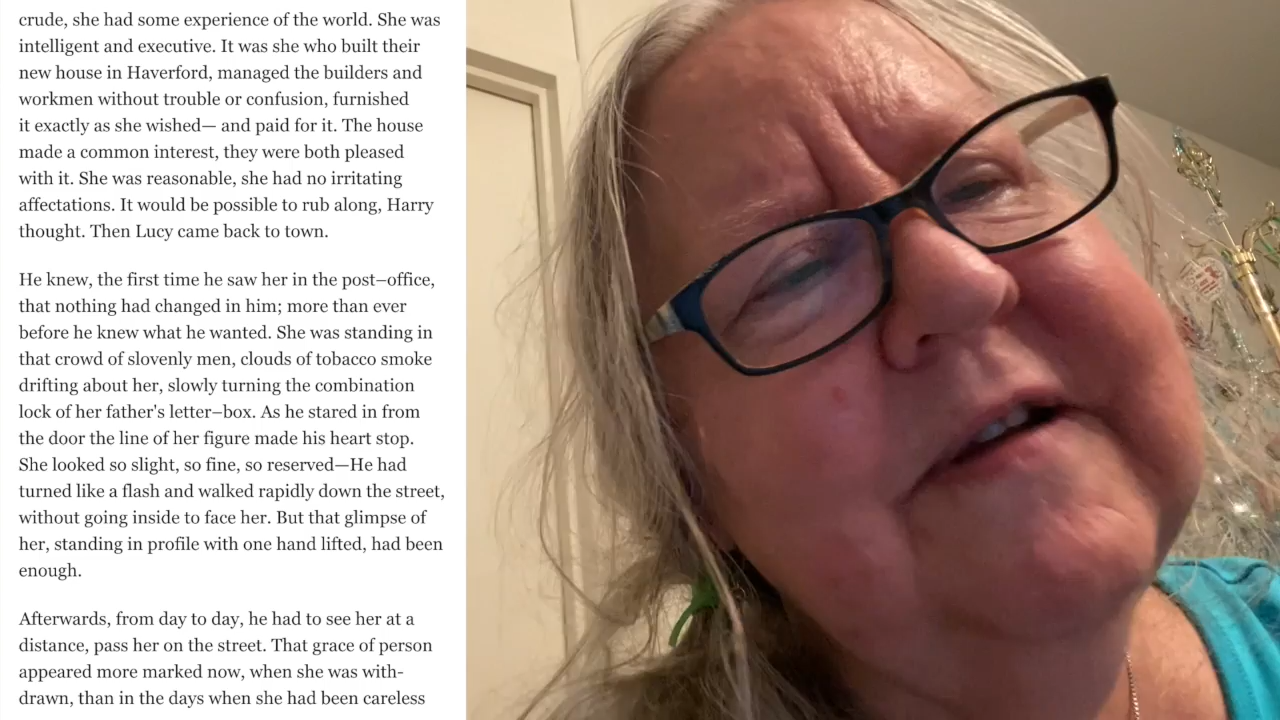 crude, she had some experience of the world. She was
intelligent and executive. It was she who built their
new house in Haverford, managed the builders and
workmen without trouble or confusion, furnished
it exactly as she wished— and paid for it. The house
made a common interest, they were both pleased
with it. She was reasonable, she had no irritating
affectations. It would be possible to rub along, Harry
thought. Then Lucy came back to town.
He knew, the first time he saw her in the post–office,
that nothing had changed in him; more than ever
before he knew what he wanted. She was standing in
that crowd of slovenly men, clouds of tobacco smoke
drifting about her, slowly turning the combination
lock of her father's letter–box. As he stared in from
the door the line of her figure made his heart stop.
She looked so slight, so fine, so reserved—He had
turned like a flash and walked rapidly down the street,
without going inside to face her. But that glimpse of
her, standing in profile with one hand lifted, had been
enough.
Afterwards, from day to day, he had to see her at a
distance, pass her on the street. That grace of person
appeared more marked now, when she was with-
drawn, than in the days when she had been careless